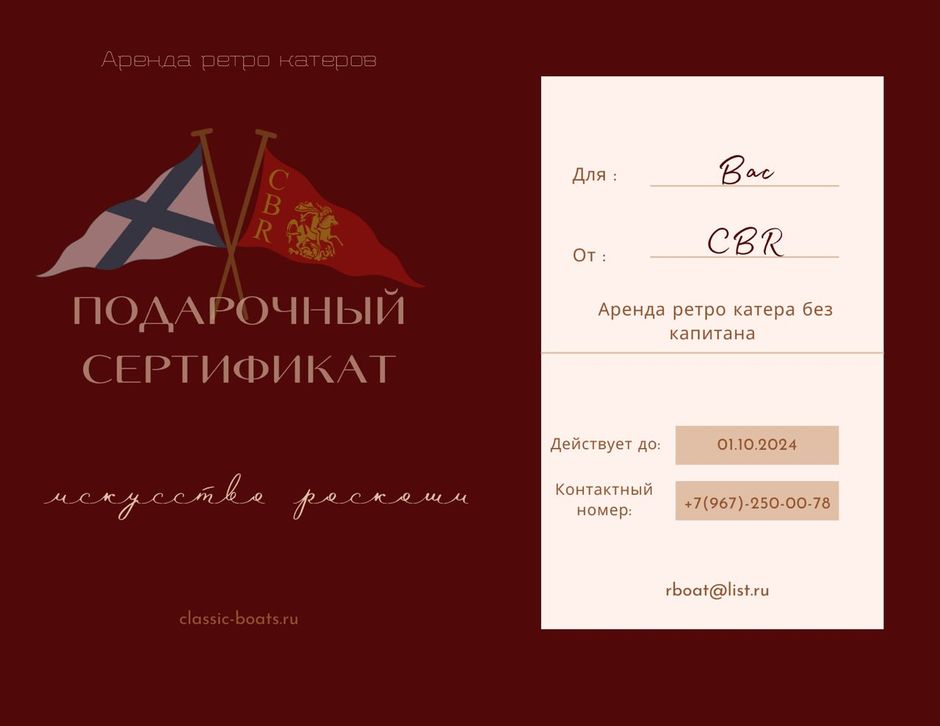 Аренда ретро катеров
C
B
R
ПОДАРОЧНЫЙ
СЕРТИФИКАТ
искусство роскоши
classic-boats.ru
Для : Вас
От : CBR
Аренда ретро катера без
капитана
Действует до: 01.10.2024
Контактный
номер: +7(967)-250-00-78
rboat@list.ru